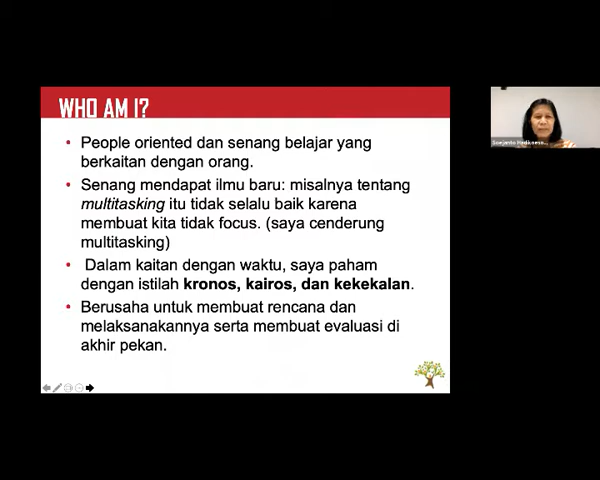 WHO AM I?
• People oriented dan senang belajar yang
berkaitan dengan orang.
• Senang mendapat ilmu baru: misalnya tentang
multitasking itu tidak selalu baik karena
membuat kita tidak focus. (saya cenderung
multitasking)
• Dalam kaitan dengan waktu, saya paham
dengan istilah kronos, kairos, dan kekekalan.
• Berusaha untuk membuat rencana dan
melaksanakannya serta membuat evaluasi di
akhir pekan.